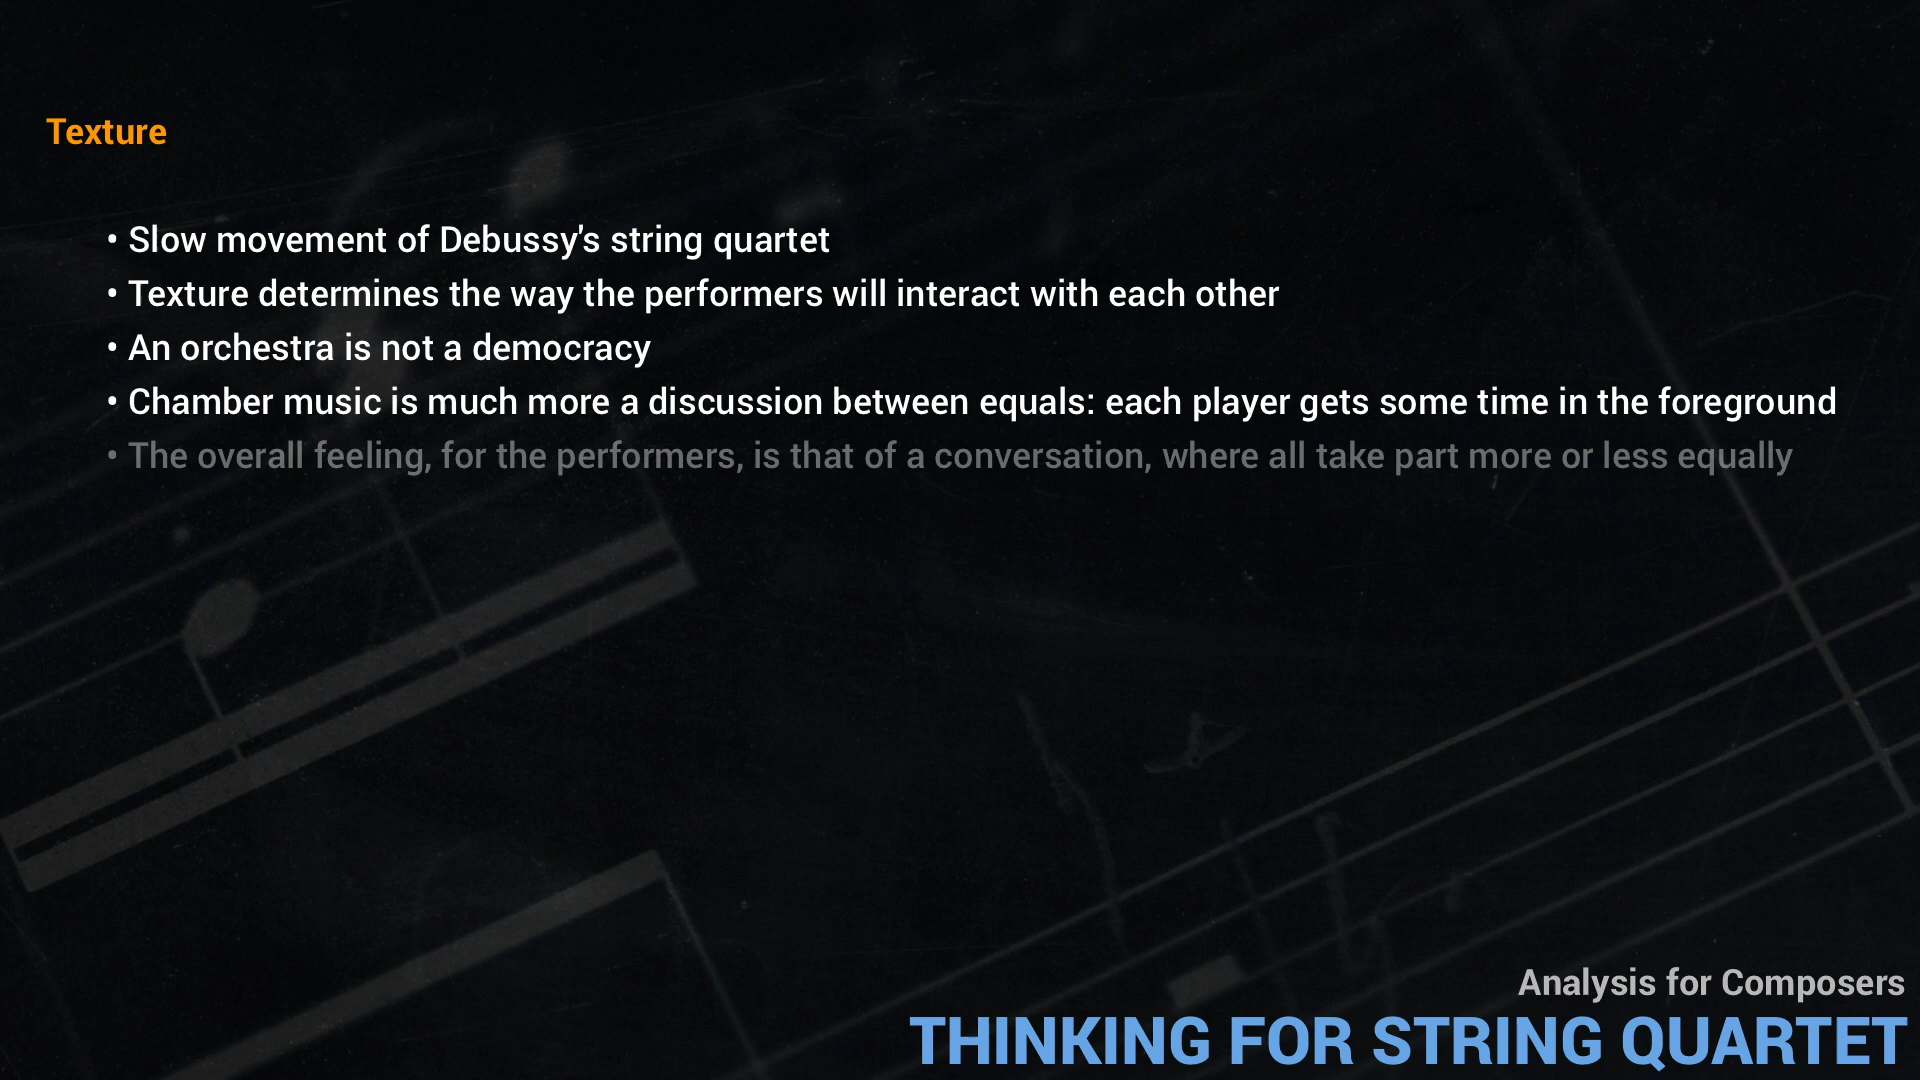 Texture
• Slow movement of Debussy's string quartet
• Texture determines the way the performers will interact with each other
• An orchestra is not a democracy
• Chamber music is much more a discussion between equals: each player gets some time in the foreground
• The overall feeling, for the performers, is that of a conversation, where all take part more or less equally
Analysis for Composers
THINKING FOR STRING QUARTET